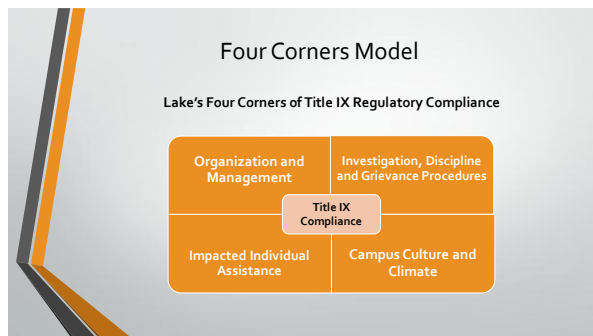 Four Corners Model
Lake's Four Corners of Title IX Regulatory Compliance
Organization and
Management
Investigation, Discipline
and Grievance Procedures
Title IX
Compliance
Impacted Individual
Assistance
Campus Culture and
Climate